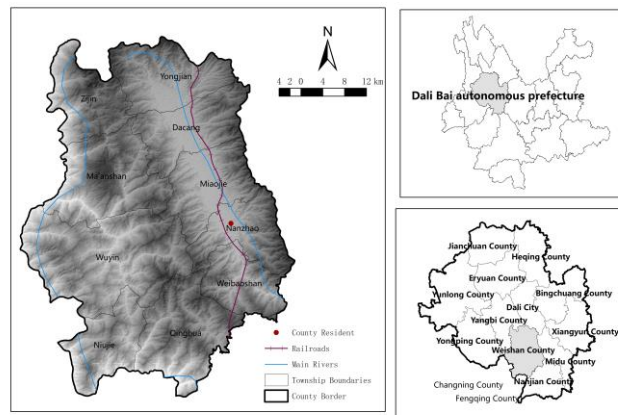 N
4 2 0 4 8 12 km
Yongjian
Zijin
Dacang
Ma'anshan
Miaojie
Nanzhao
Wuyin
Weibaoshan
Qinghua
Niujie
County Resident
Railroads
Main Rivers
Township Boundaries
County Border
Dali Bai autonomous prefecture
Jianchuan County
Heqing County
Eryuan County
Yunlong County
Bingchuang County
Dali City
Yangbi County
Xiangyun County
Yongping County
Weishan County
Midu County
Changning County
Nanjian County
Fengqing County